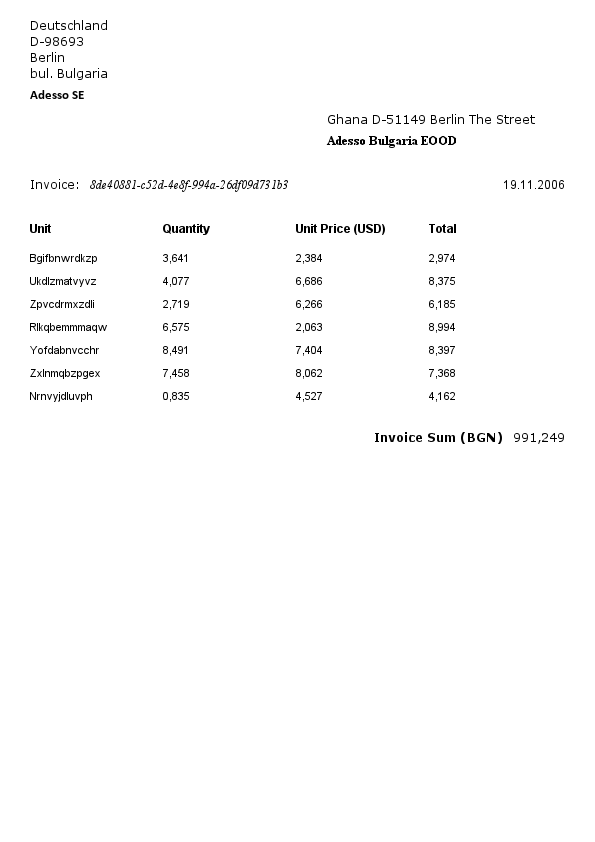 Deutschland
D-98693
Berlin
bul. Bulgaria
Adesso SE
Ghana D-51149 Berlin The Street
Adesso Bulgaria EOOD
Invoice: 8de40881-c52d-4e8f-994a-26df09d731b3 19.11.2006
Unit Quantity Unit Price (USD) Total
Bgifbnwrdkzp 3,641 2,384 2,974
Ukdlzmatvyvz 4,077 6,686 8,375
Zpvcdrmxzdli 2,719 6,266 6,185
Rlkqbemmmaqw 6,575 2,063 8,994
Yofdabnvcchr 8,491 7,404 8,397
Zxlnmqbzpgex 7,458 8,062 7,368
Nrnvyjdluvph 0,835 4,527 4,162
Invoice Sum (BGN) 991,249